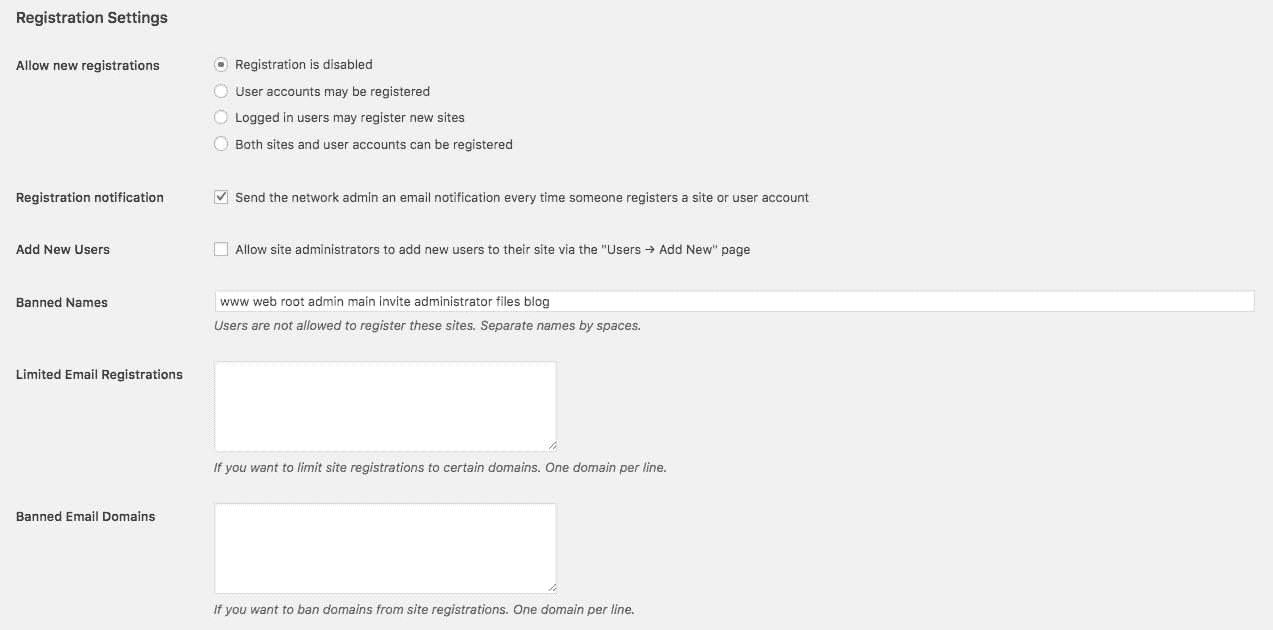 Registration Settings
Allow new registrations
Registration is disabled
User accounts may be registered
Logged in users may register new sites
Both sites and user accounts can be registered
Registration notification
Send the network admin an email notification every time someone registers a site or user account
Add New Users
Allow site administrators to add new users to their site via the "Users → Add New" page
Banned Names
www web root admin main invite administrator files blog
Users are not allowed to register these sites. Separate names by spaces.
Limited Email Registrations
If you want to limit site registrations to certain domains. One domain per line.
Banned Email Domains
If you want to ban domains from site registrations. One domain per line.